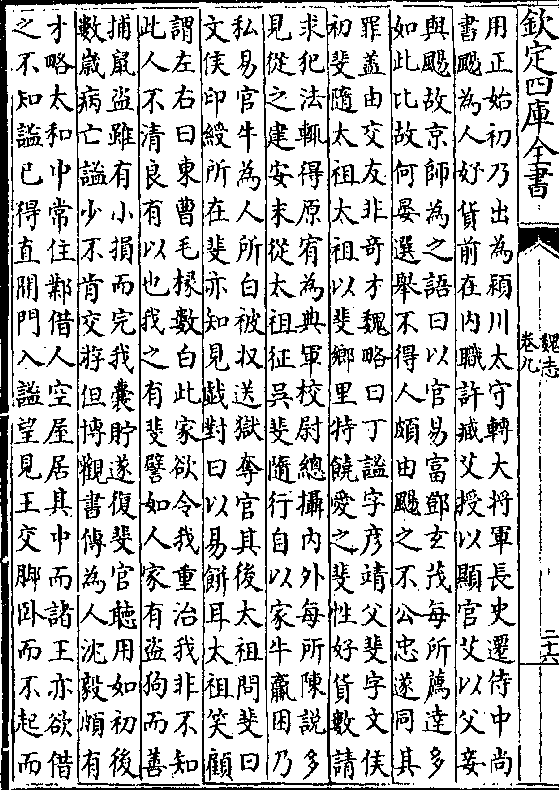 欽定四庫全書
魏志
卷九
二十六
用正始初乃出為潁川太守轉大将軍長史遷侍中尚
書颺為人好貨前在内職許臧艾授以顯官艾以父妾
與颺故京師為之語曰以官易富鄧玄茂每所薦達多
如此比故何晏選舉不得人頗由颺之不公忠遂同其
罪蓋由交友非奇才魏略曰丁謐字彦靖父斐字文侯
初斐隨太祖太祖以斐鄉里特饒愛之斐性好貨數請
求犯法輒得原宥為典軍校尉總攝内外每所陳説多
見從之建安末從太祖征吳斐隨行自以家牛羸困乃
私易官牛為人所白被收送獄奪官其後太祖問斐曰
文侯印綬所在斐亦知見戲對曰以易餅耳太祖笑顧
謂左右曰東曹毛掾數白此家欲令我重治我非不知
此人不清良有以也我之有斐譬如人家有盜狗而善
捕鼠盜雖有小損而完我囊貯遂復斐官聽用如初後
數歲病亡謐少不肯交游但博觀書傳為人沈毅頗有
才略太和中常住鄴借人空屋居其中而諸王亦欲借
之不知謐已得直開門入謐望見王交脚卧而不起而